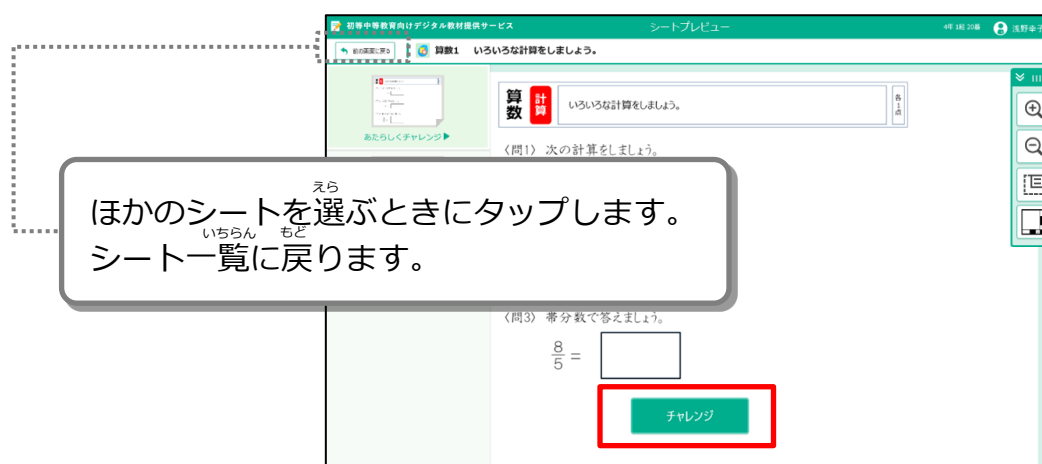 初等中等教育向けデジタル教材提供サービス
シートプレビュー
4年 1組 20番
浅野幸子
前の画面に戻る
算数1 いろいろな計算をしましょう。
あたらしくチャレンジ▶
算数
計算
いろいろな計算をしましょう。
各1点
〈問1〉 次の計算をしましょう。
えら
ほかのシートを選ぶときにタップします。
いちらん もど
シート一覧に戻ります。
〈問3〉 帯分数で答えましょう。
8/5 =
チャレンジ